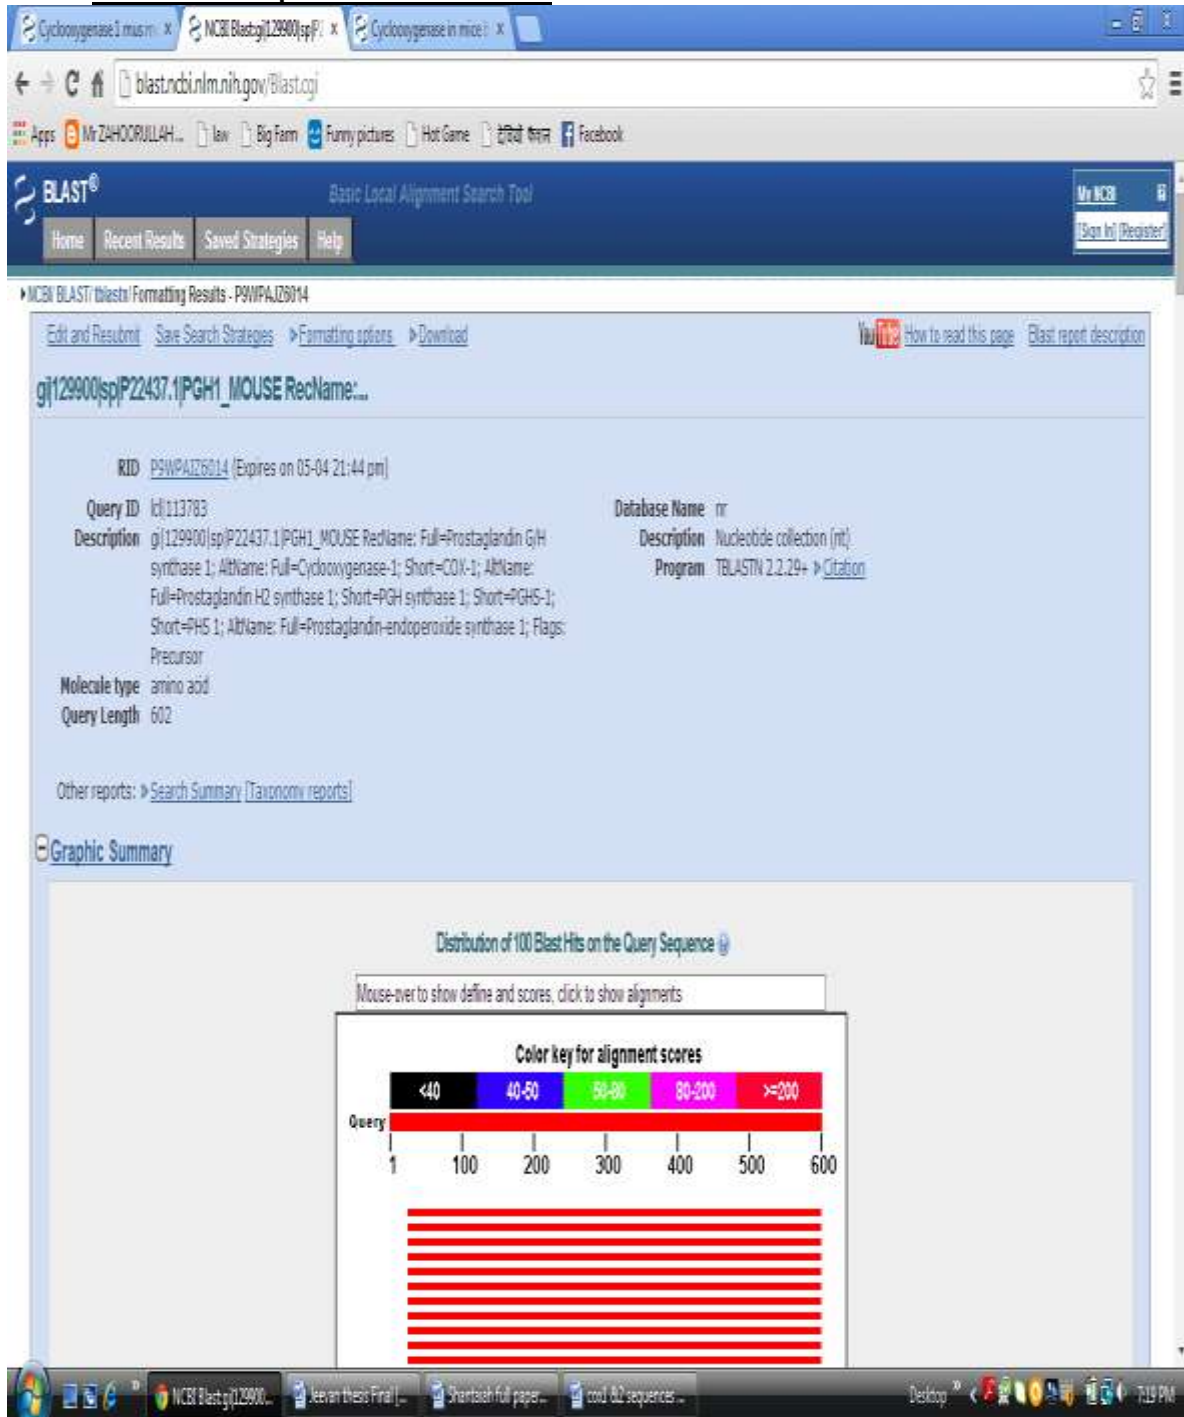 Cyclooxygenase 1 mus m
NCBI Blast:gi|129900|sp|P2
Cyclooxygenase in mice
blast.ncbi.nlm.nih.gov/Blast.cgi
Apps Mr ZAHOORULLAH... law Big Farm Funny pictures Hot Game Facebook
BLAST® Basic Local Alignment Search Tool
My NCBI
Home Recent Results Saved Strategies Help
[Sign In] [Register]
NCBI/ BLAST/ tblastn/ Formatting Results - P9WPAJZ6014
Edit and Resubmit Save Search Strategies Formatting options Download
YouTube How to read this page Blast report description
gi|129900|sp|P22437.1|PGH1_MOUSE RecName:...
RID P9WPAJZ6014 (Expires on 05-04 21:44 pm)
Query ID lcl|113783
Description gi|129900|sp|P22437.1|PGH1_MOUSE RecName: Full=Prostaglandin G/H
synthase 1; AltName: Full=Cyclooxygenase-1; Short=COX-1; AltName:
Full=Prostaglandin H2 synthase 1; Short=PGH synthase 1; Short=PGHS-1;
Short=PHS 1; AltName: Full=Prostaglandin-endoperoxide synthase 1; Flags:
Precursor
Molecule type amino acid
Query Length 602
Database Name nr
Description Nucleotide collection (nt)
Program TBLASTN 2.2.29+ Citation
Other reports: Search Summary [Taxonomy reports]
Graphic Summary
Distribution of 100 Blast Hits on the Query Sequence
Mouse-over to show defline and scores, click to show alignments
Color key for alignment scores
<40 40-50 50-80 80-200 >=200
Query
1 100 200 300 400 500 600
NCBI Blast:gi|129900... Jeevan thesis Final [... Shantaiah full paper... cox1 &2 sequences ...
Desktop 7:19 PM